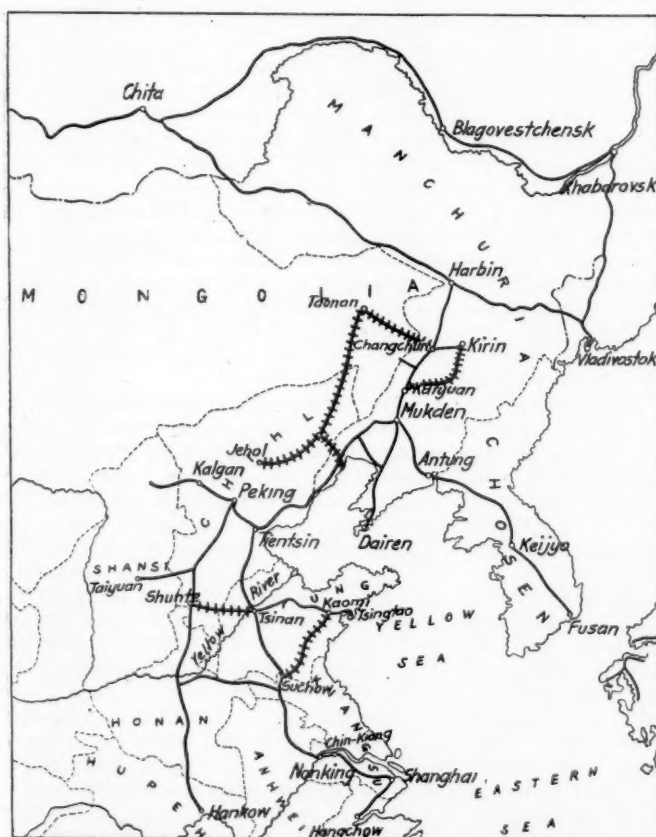 Chita
Blagovestchensk
Khabarovsk
MANCHURIA
Harbin
MONGOLIA
Taonan
Changchun
Kirin
Vladivostok
Kaiyuan
Mukden
CHIHLI
Jehol
Kalgan
Peking
Antung
CHOSEN
Tientsin
Dairen
Keijyo
SHANSI
Taiyuan
Shuhte
River
TUNG
Kaomi
Tsinan
Tsingtao
YELLOW
SEA
Fusan
Yellow
Suchow
KIANGSU
HONAN
Chin-Kiang
ANHWEI
Nanking
Shanghai
HUPEH
EASTERN
SEA
Hankow
Hangchow